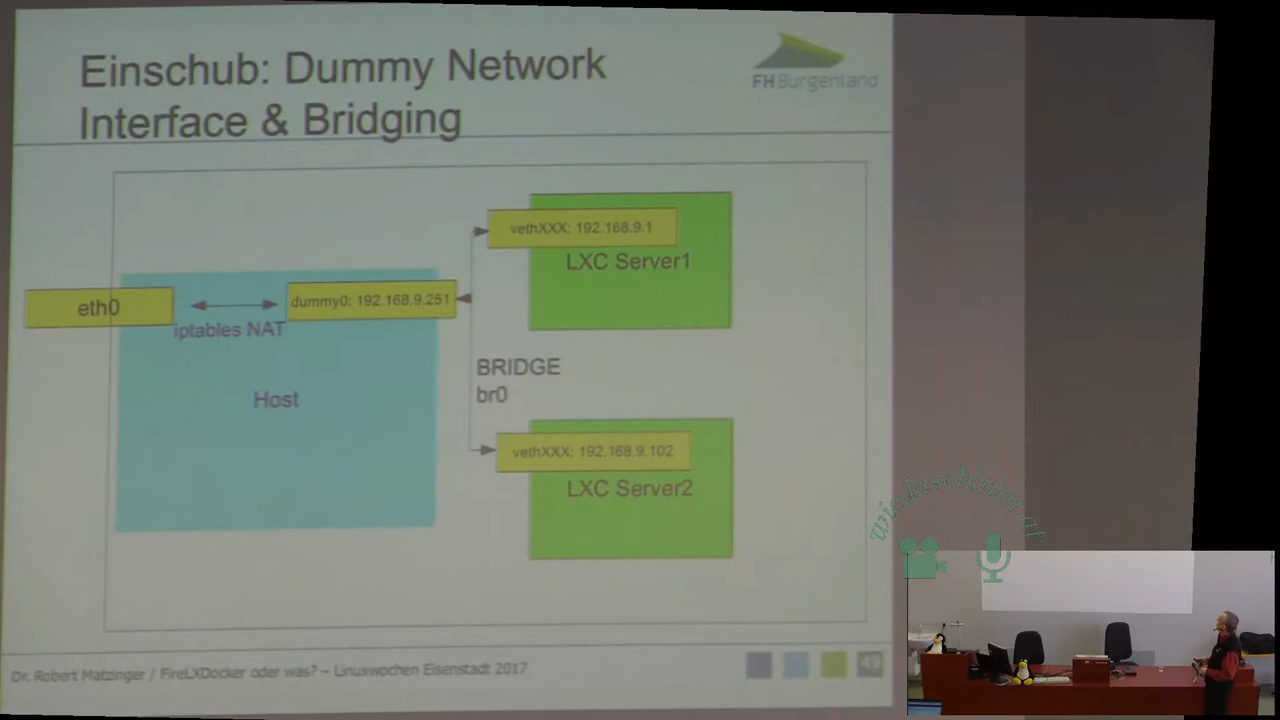 Einschub: Dummy Network
Interface & Bridging
FH Burgenland
vethXXX: 192.168.9.1
LXC Server1
eth0
dummy0: 192.168.9.251
iptables NAT
BRIDGE
br0
Host
vethXXX: 192.168.9.102
LXC Server2
Dr. Robert Matzinger / FireLXDocker oder was? – Linuxwochen Eisenstadt 2017
49